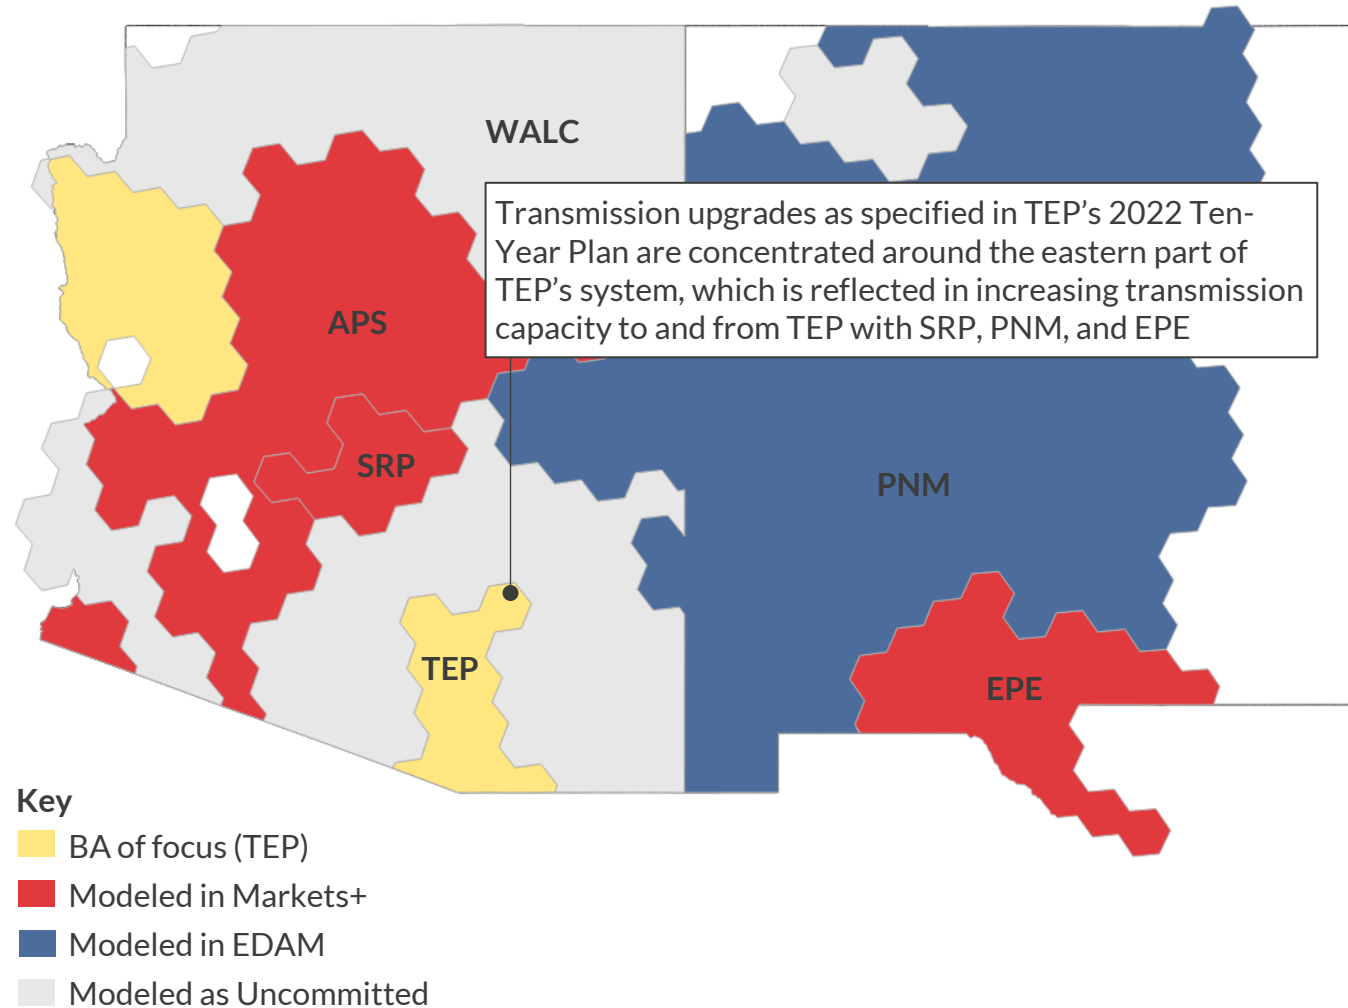 WALC
Transmission upgrades as specified in TEP’s 2022 Ten-
Year Plan are concentrated around the eastern part of
TEP’s system, which is reflected in increasing transmission
capacity to and from TEP with SRP, PNM, and EPE
APS
SRP
PNM
TEP
EPE
Key
BA of focus (TEP)
Modeled in Markets+
Modeled in EDAM
Modeled as Uncommitted